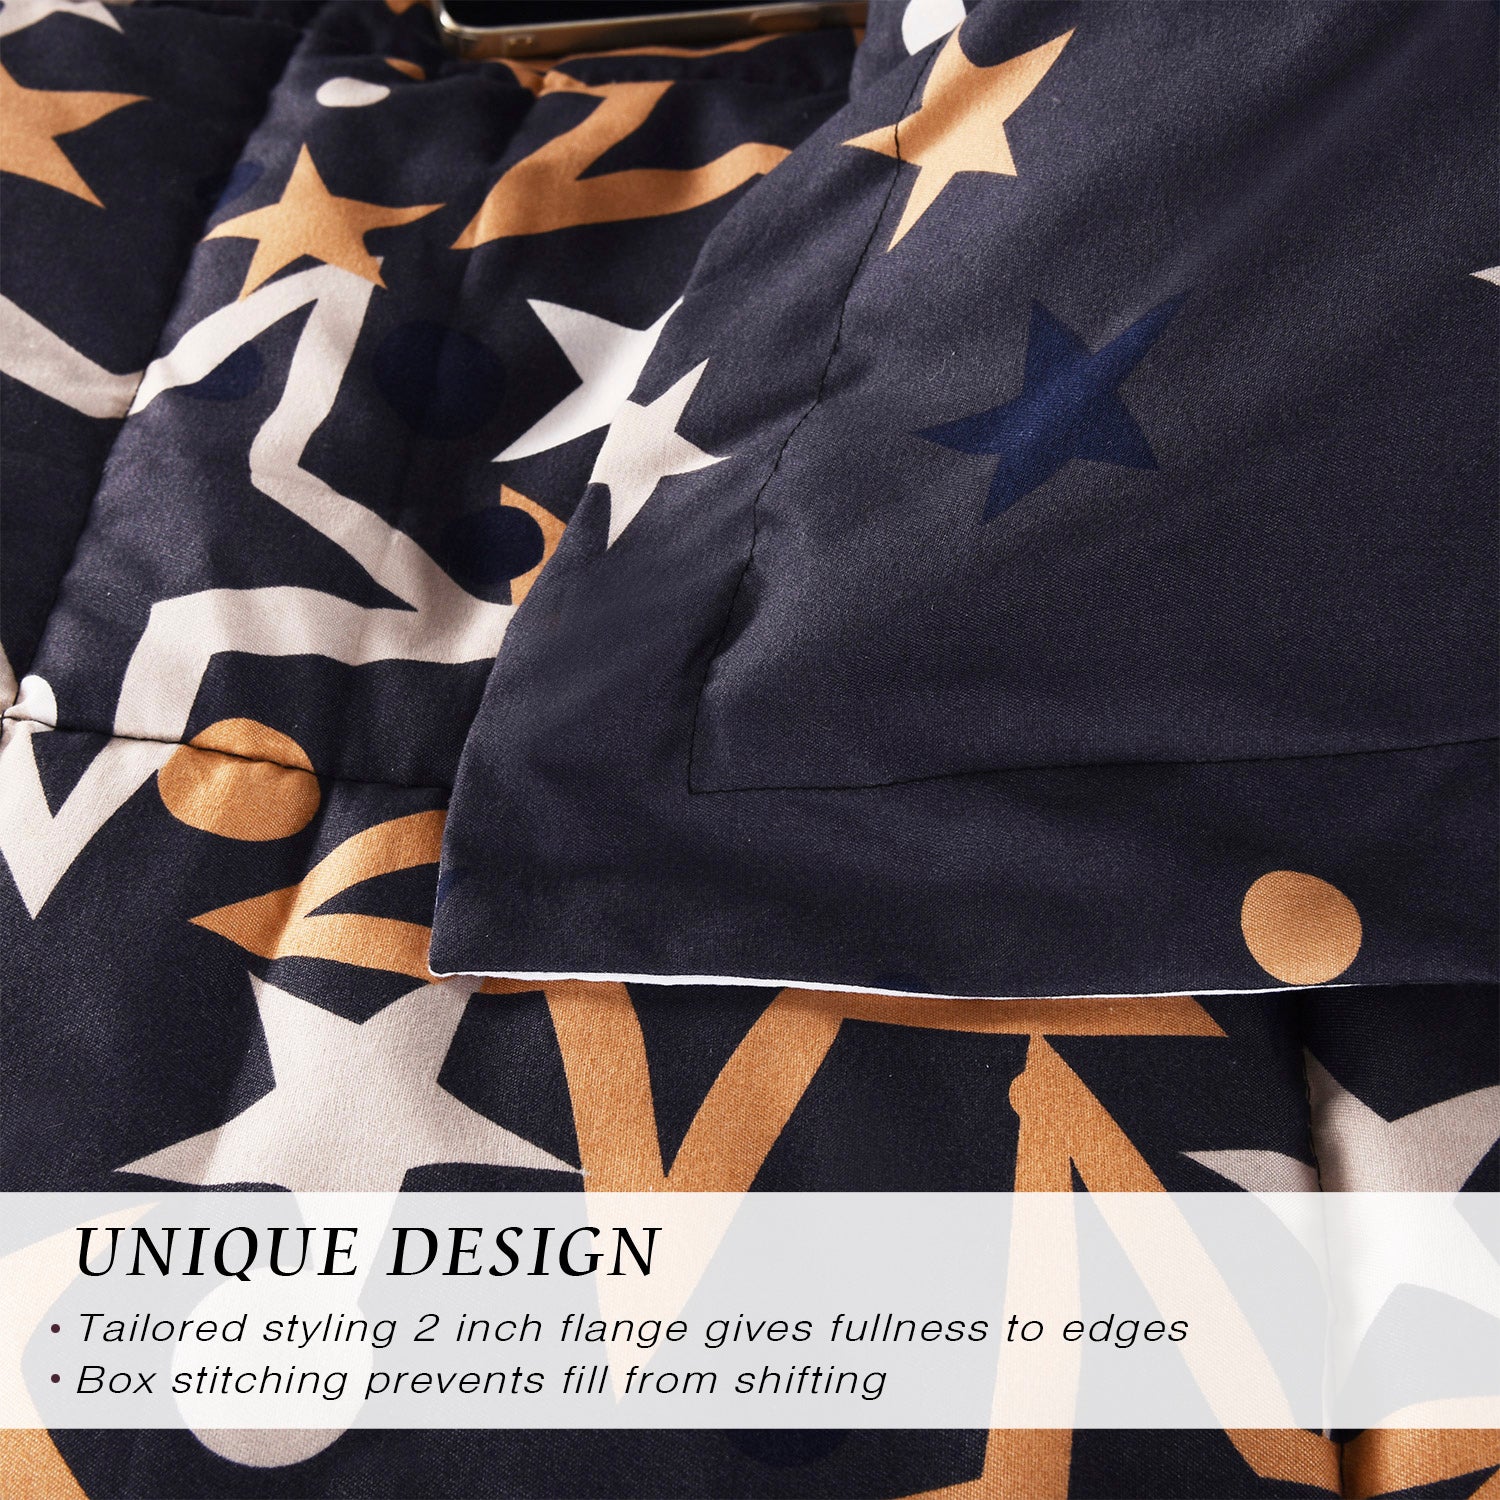 UNIQUE DESIGN
• Tailored styling 2 inch flange gives fullness to edges
• Box stitching prevents fill from shifting